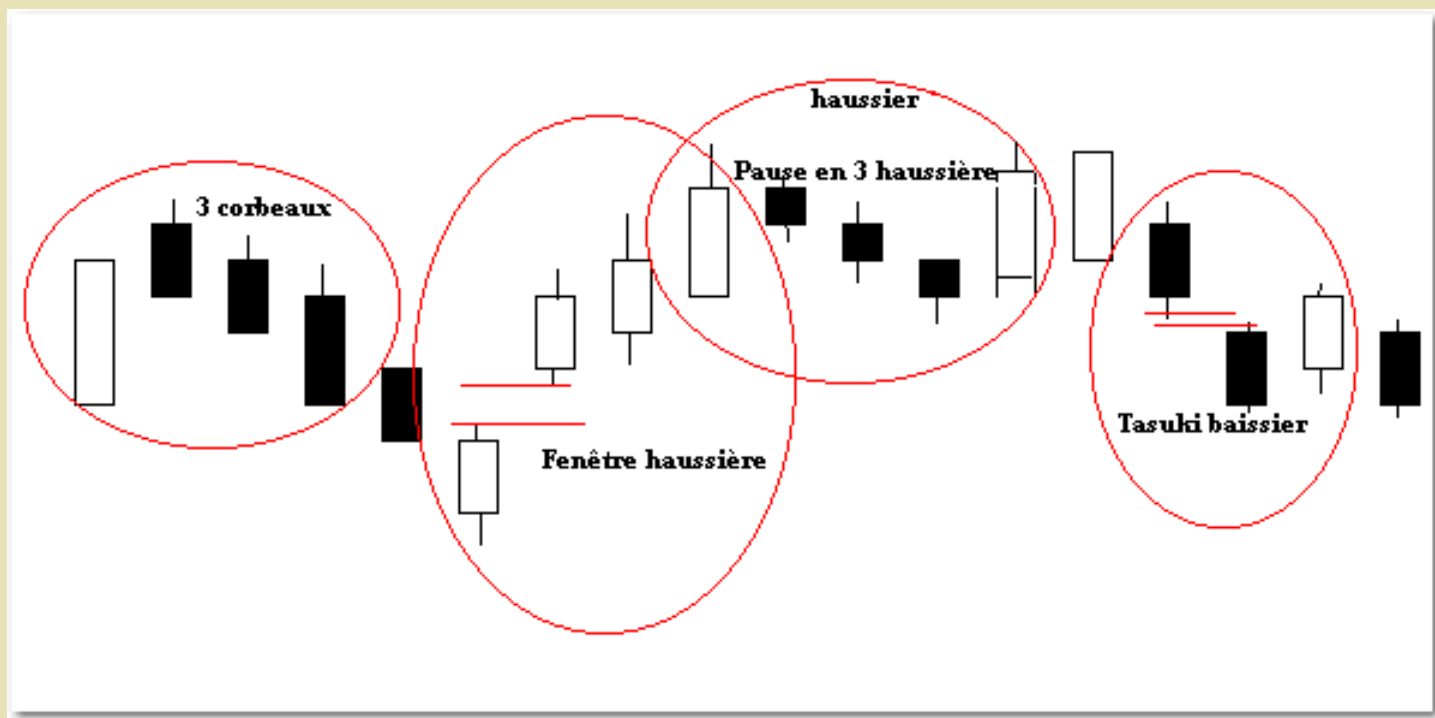 haussier
Pause en 3 haussière
3 corbeaux
Tasuki baissier
Fenêtre haussière